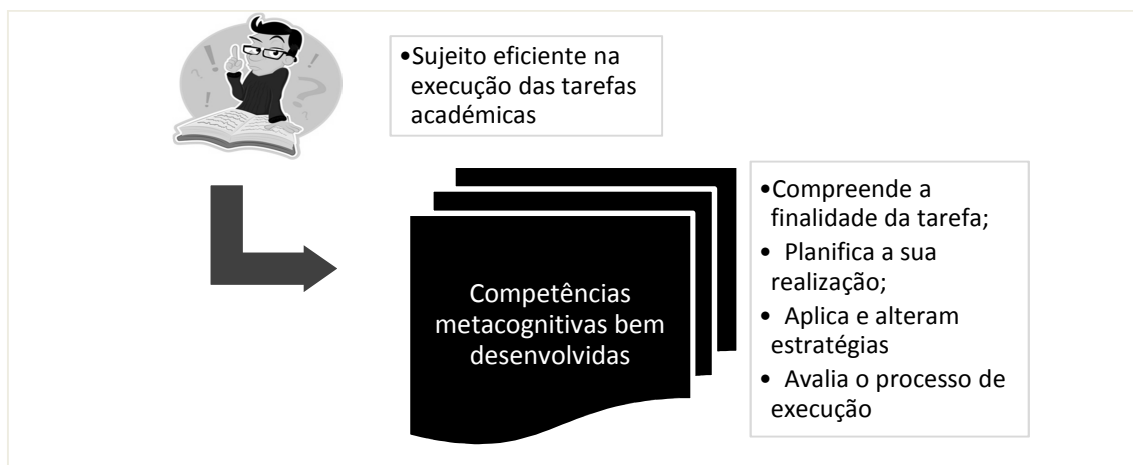 •Sujeito eficiente na
execução das tarefas
académicas
Competências
metacognitivas bem
desenvolvidas
•Compreende a
finalidade da tarefa;
• Planifica a sua
realização;
• Aplica e alteram
estratégias
• Avalia o processo de
execução